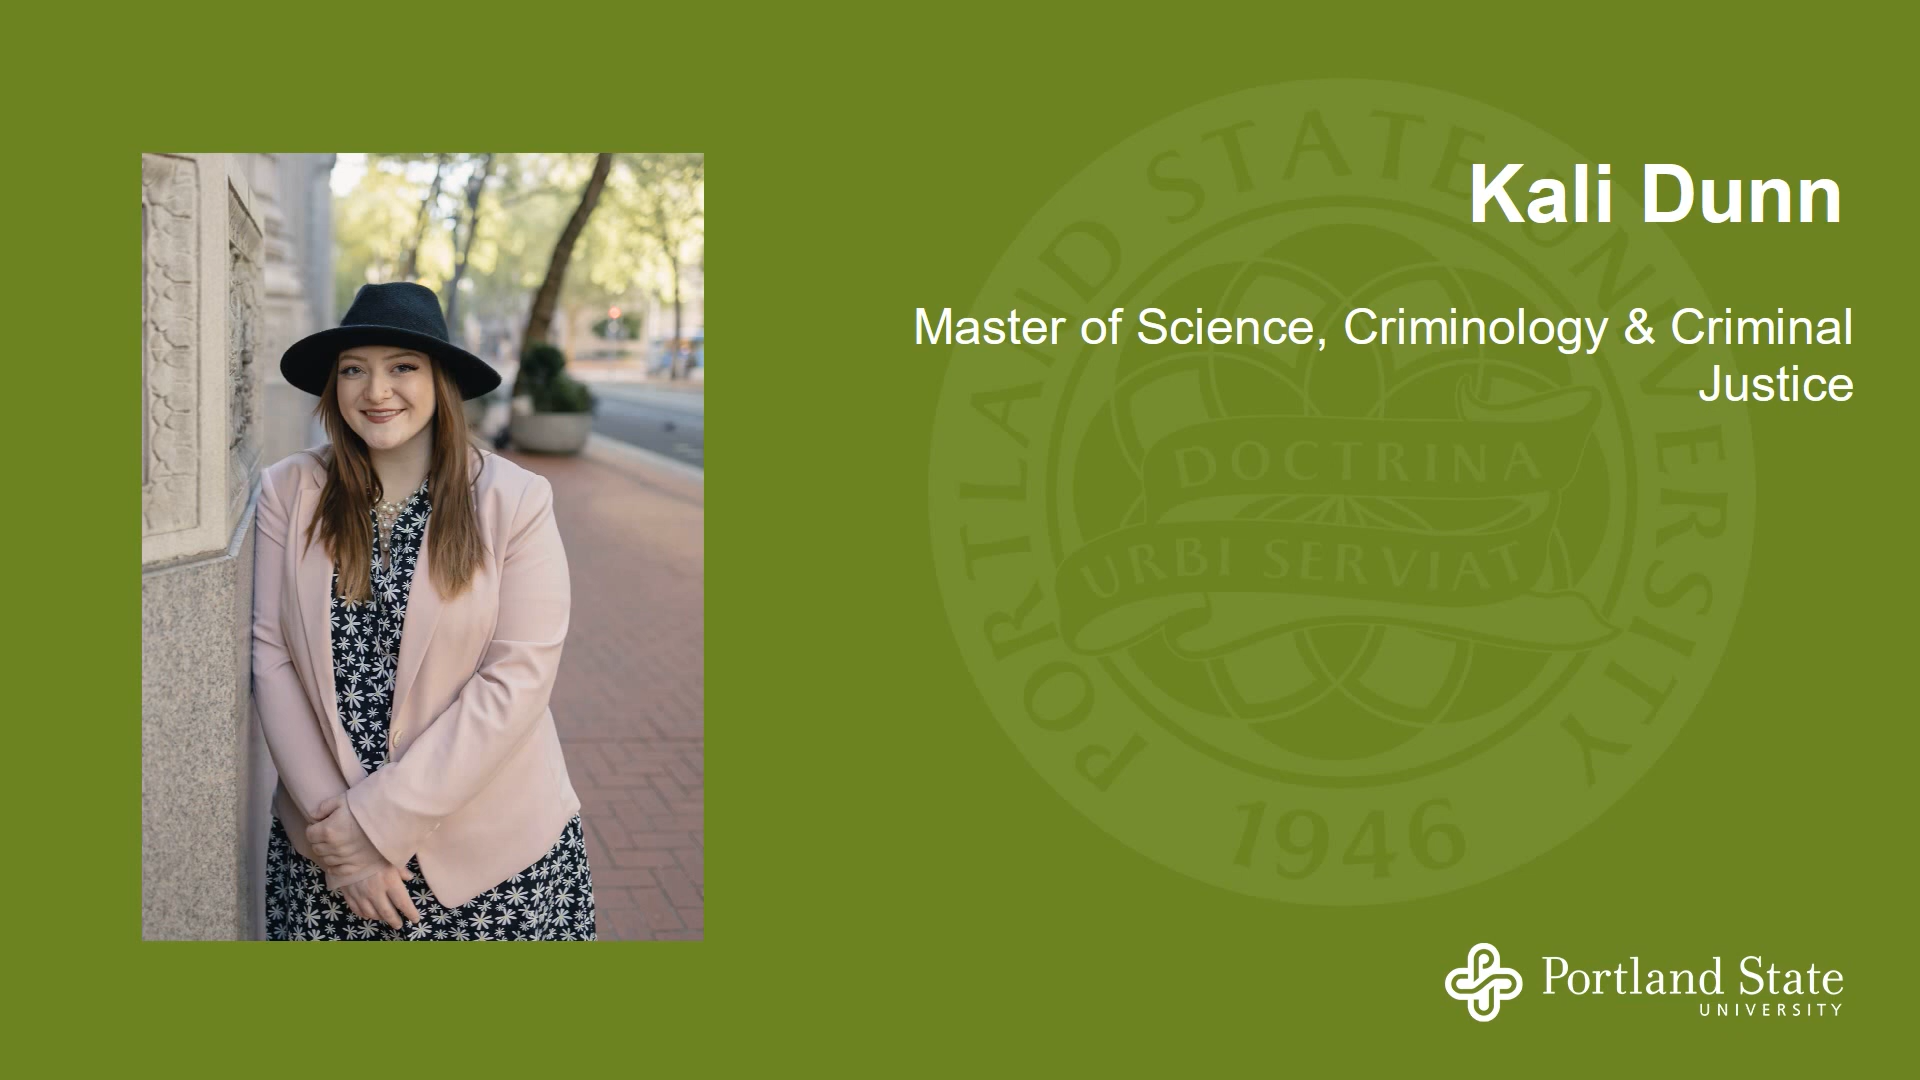 Kali Dunn
Master of Science, Criminology & Criminal
Justice
PORTLAND STATE UNIVERSITY
DOCTRINA
URBI SERVIAT
1946
Portland State
UNIVERSITY